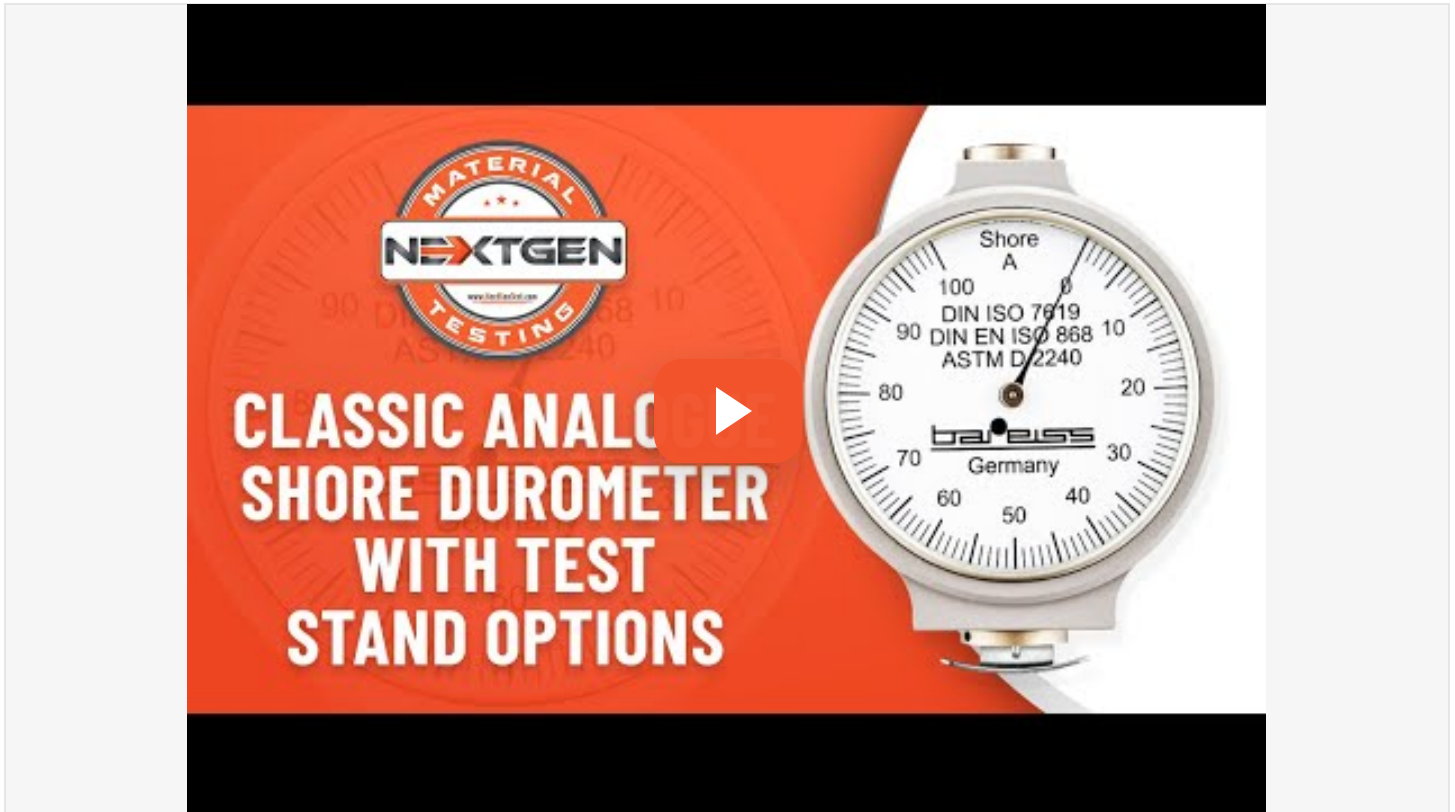 MATERIAL
NEXTGEN
TESTING
CLASSIC ANALOGUE
SHORE DUROMETER
WITH TEST
STAND OPTIONS
Shore
A
100 0
DIN ISO 7619
90 DIN EN ISO 868 10
ASTM D 2240
80 20
bareiss
70 Germany 30
60 40
50